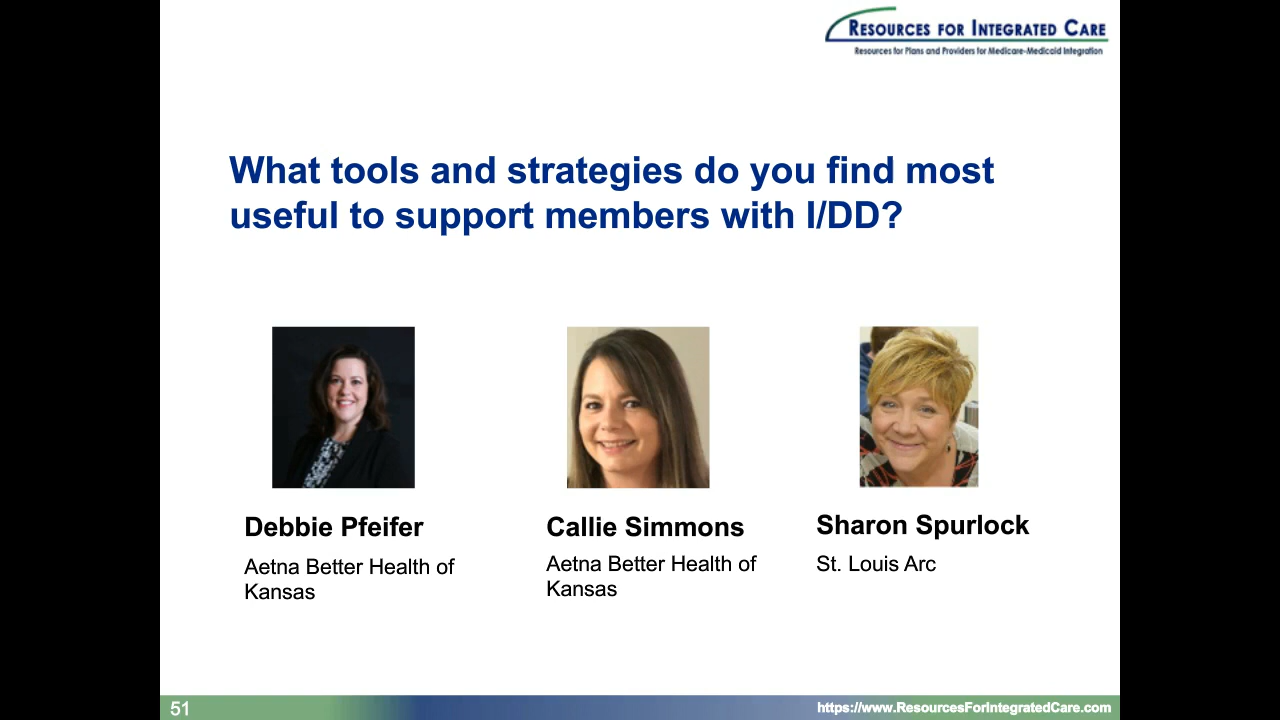 RESOURCES FOR INTEGRATED CARE
Resources for Plans and Providers for Medicare-Medicaid Integration
What tools and strategies do you find most
useful to support members with I/DD?
Debbie Pfeifer
Aetna Better Health of
Kansas
Callie Simmons
Aetna Better Health of
Kansas
Sharon Spurlock
St. Louis Arc
51
https://www.ResourcesForIntegratedCare.com